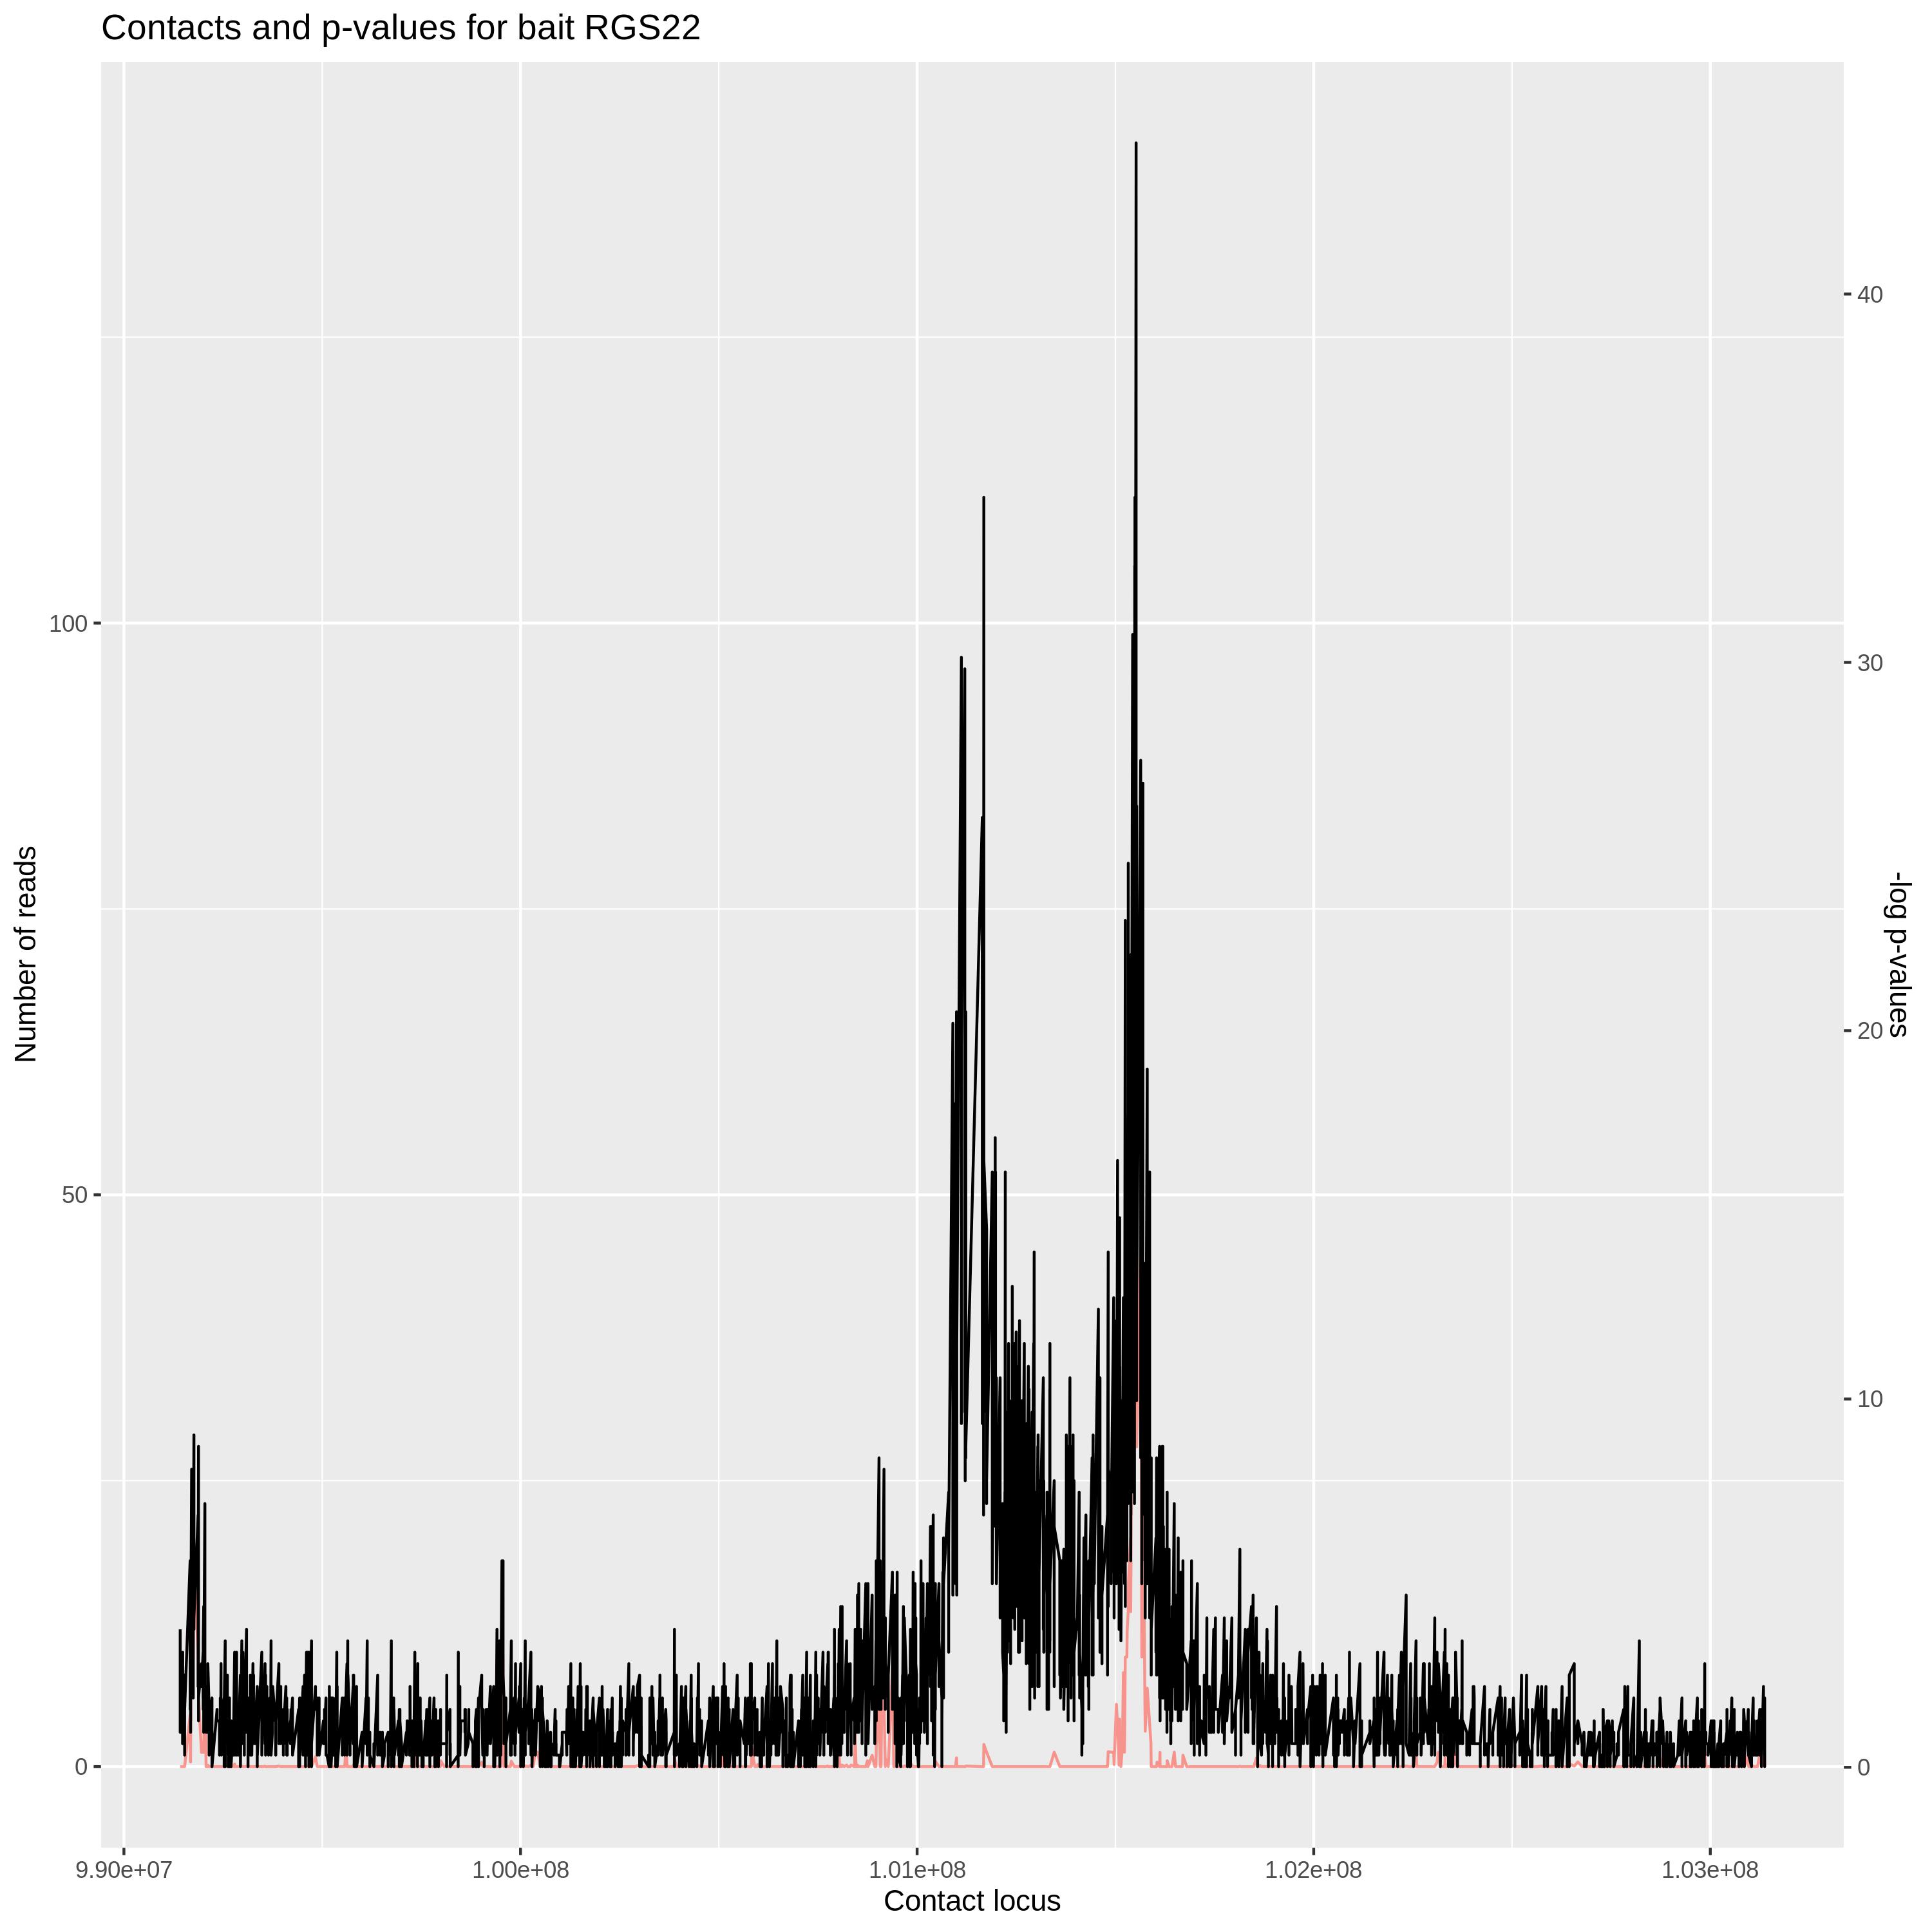 Contacts and p-values for bait RGS22
Number of reads
100
50
0
40
30
20
10
0
-log p-values
9.90e+07
1.00e+08
1.01e+08
1.02e+08
1.03e+08
Contact locus